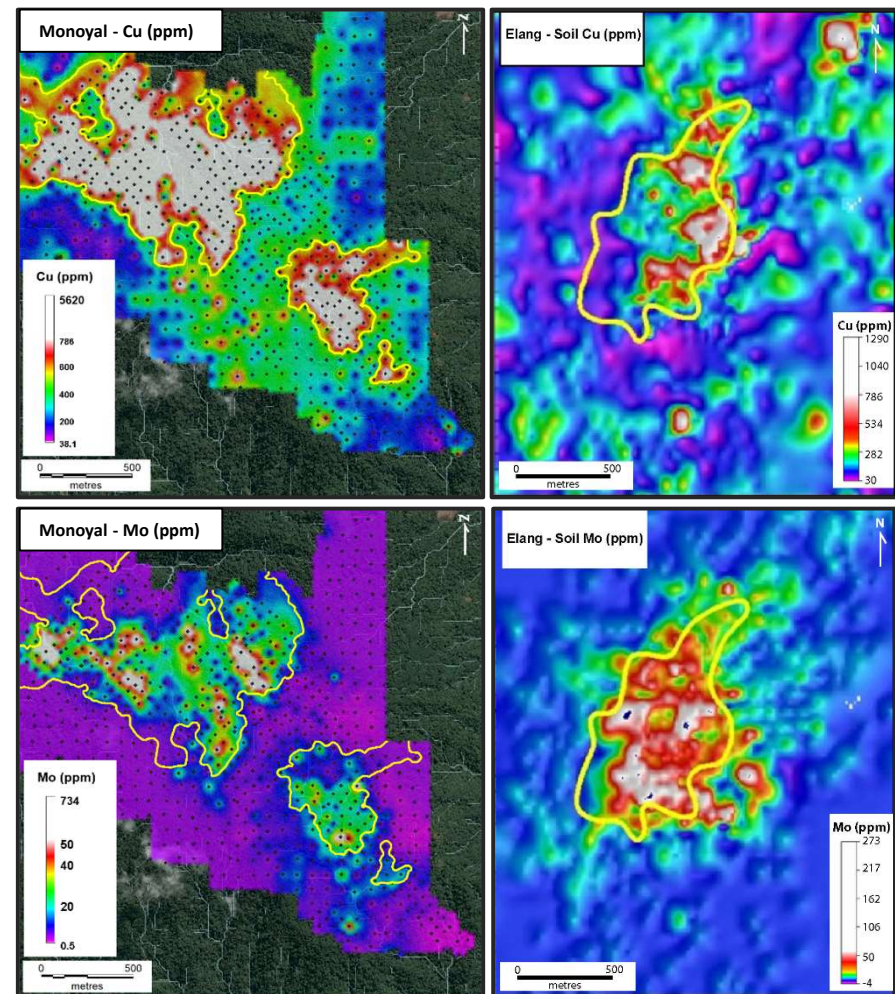 Monoyal - Cu (ppm)
N
Cu (ppm)
5620
786
600
400
200
38.1
0 500
metres
Elang - Soil Cu (ppm)
N
Cu (ppm)
1290
1040
786
534
282
30
0 500
metres
Monoyal - Mo (ppm)
N
Mo (ppm)
734
50
40
20
0.5
0 500
metres
Elang - Soil Mo (ppm)
N
Mo (ppm)
273
217
162
106
50
-4
0 500
metres